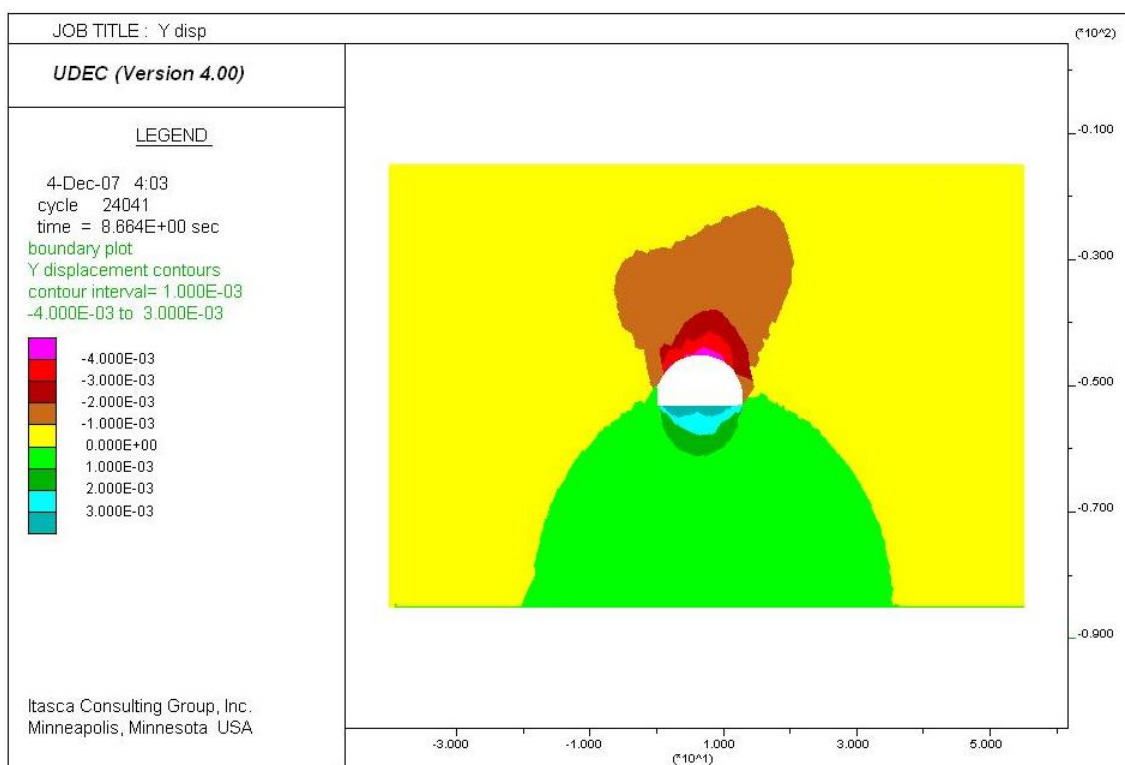 JOB TITLE : Y disp
UDEC (Version 4.00)
LEGEND
4-Dec-07 4:03
cycle 24041
time = 8.664E+00 sec
boundary plot
Y displacement contours
contour interval= 1.000E-03
-4.000E-03 to 3.000E-03
-4.000E-03
-3.000E-03
-2.000E-03
-1.000E-03
0.000E+00
1.000E-03
2.000E-03
3.000E-03
Itasca Consulting Group, Inc.
Minneapolis, Minnesota USA
(*10^2)
-0.100
-0.300
-0.500
-0.700
-0.900
-3.000 -1.000 1.000 3.000 5.000
(*10^1)